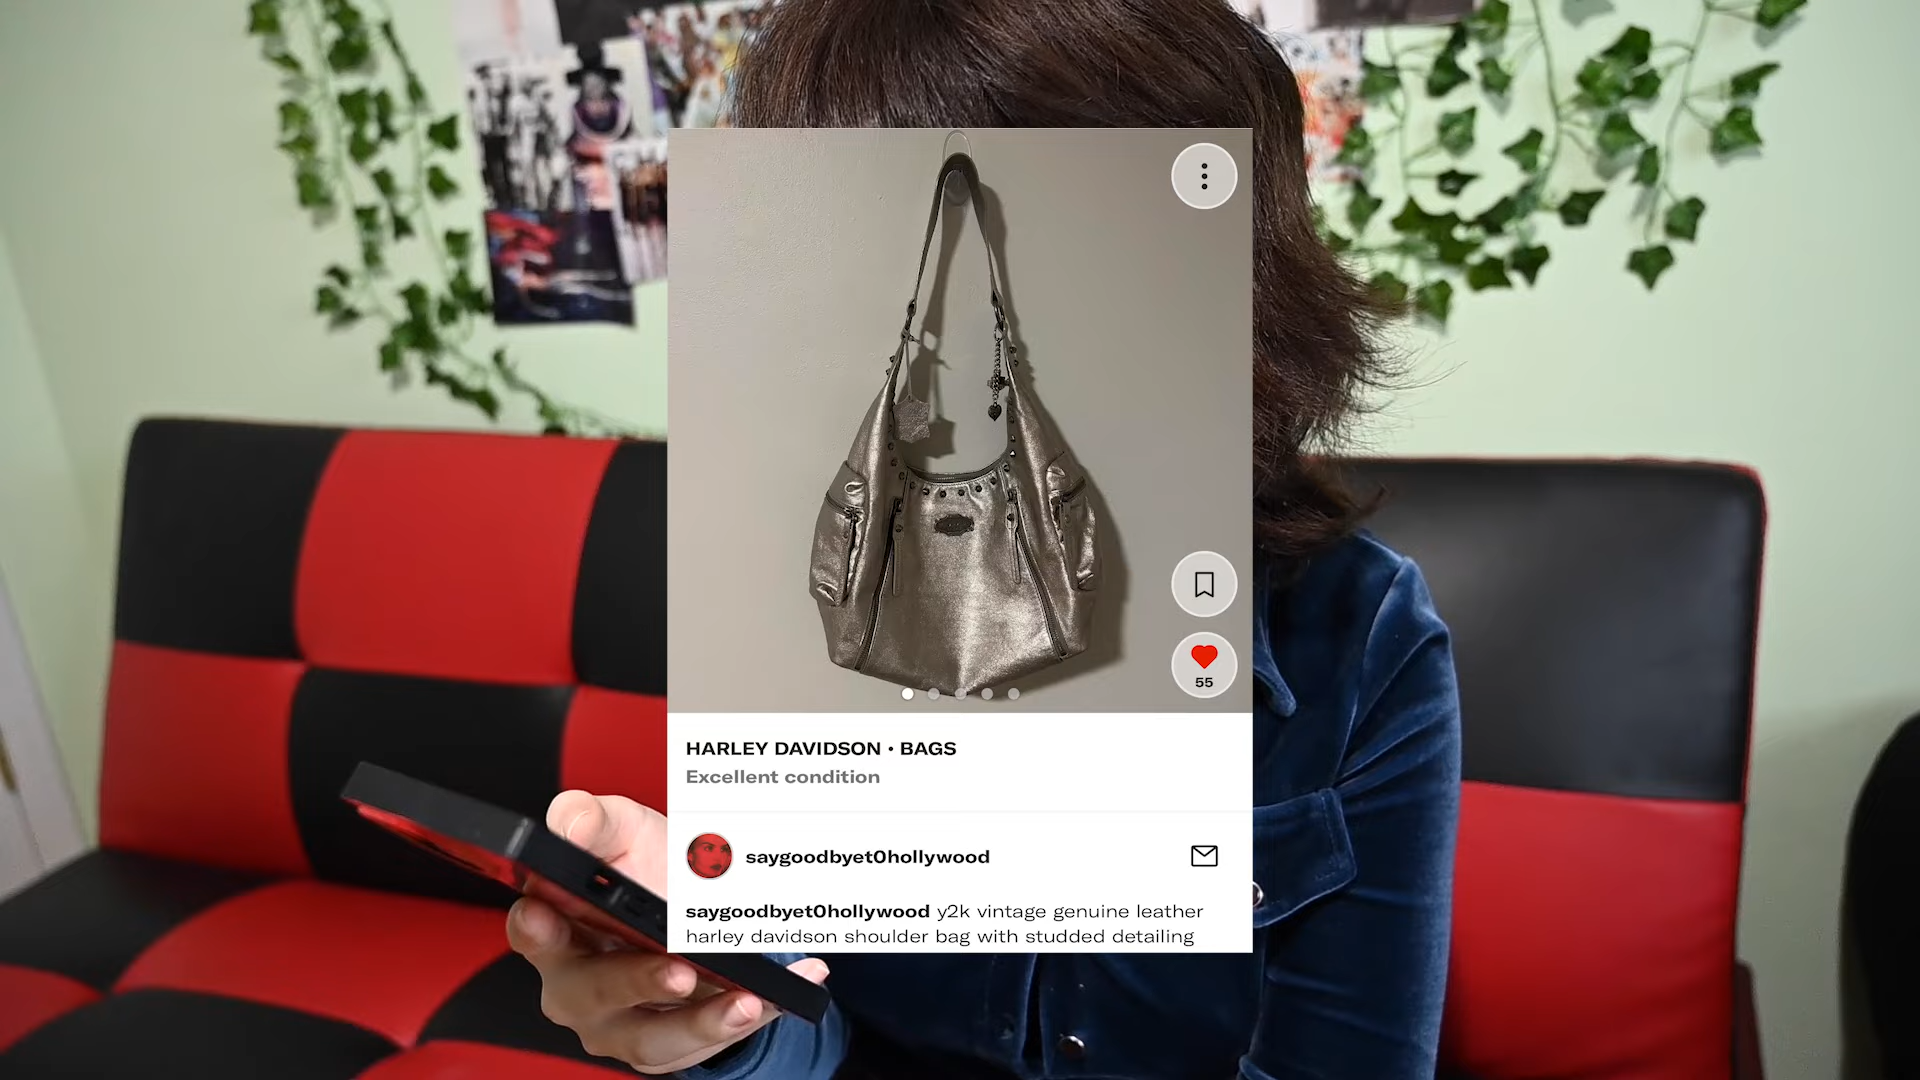 55
HARLEY DAVIDSON • BAGS
Excellent condition
saygoodbyet0hollywood
saygoodbyet0hollywood y2k vintage genuine leather
harley davidson shoulder bag with studded detailing